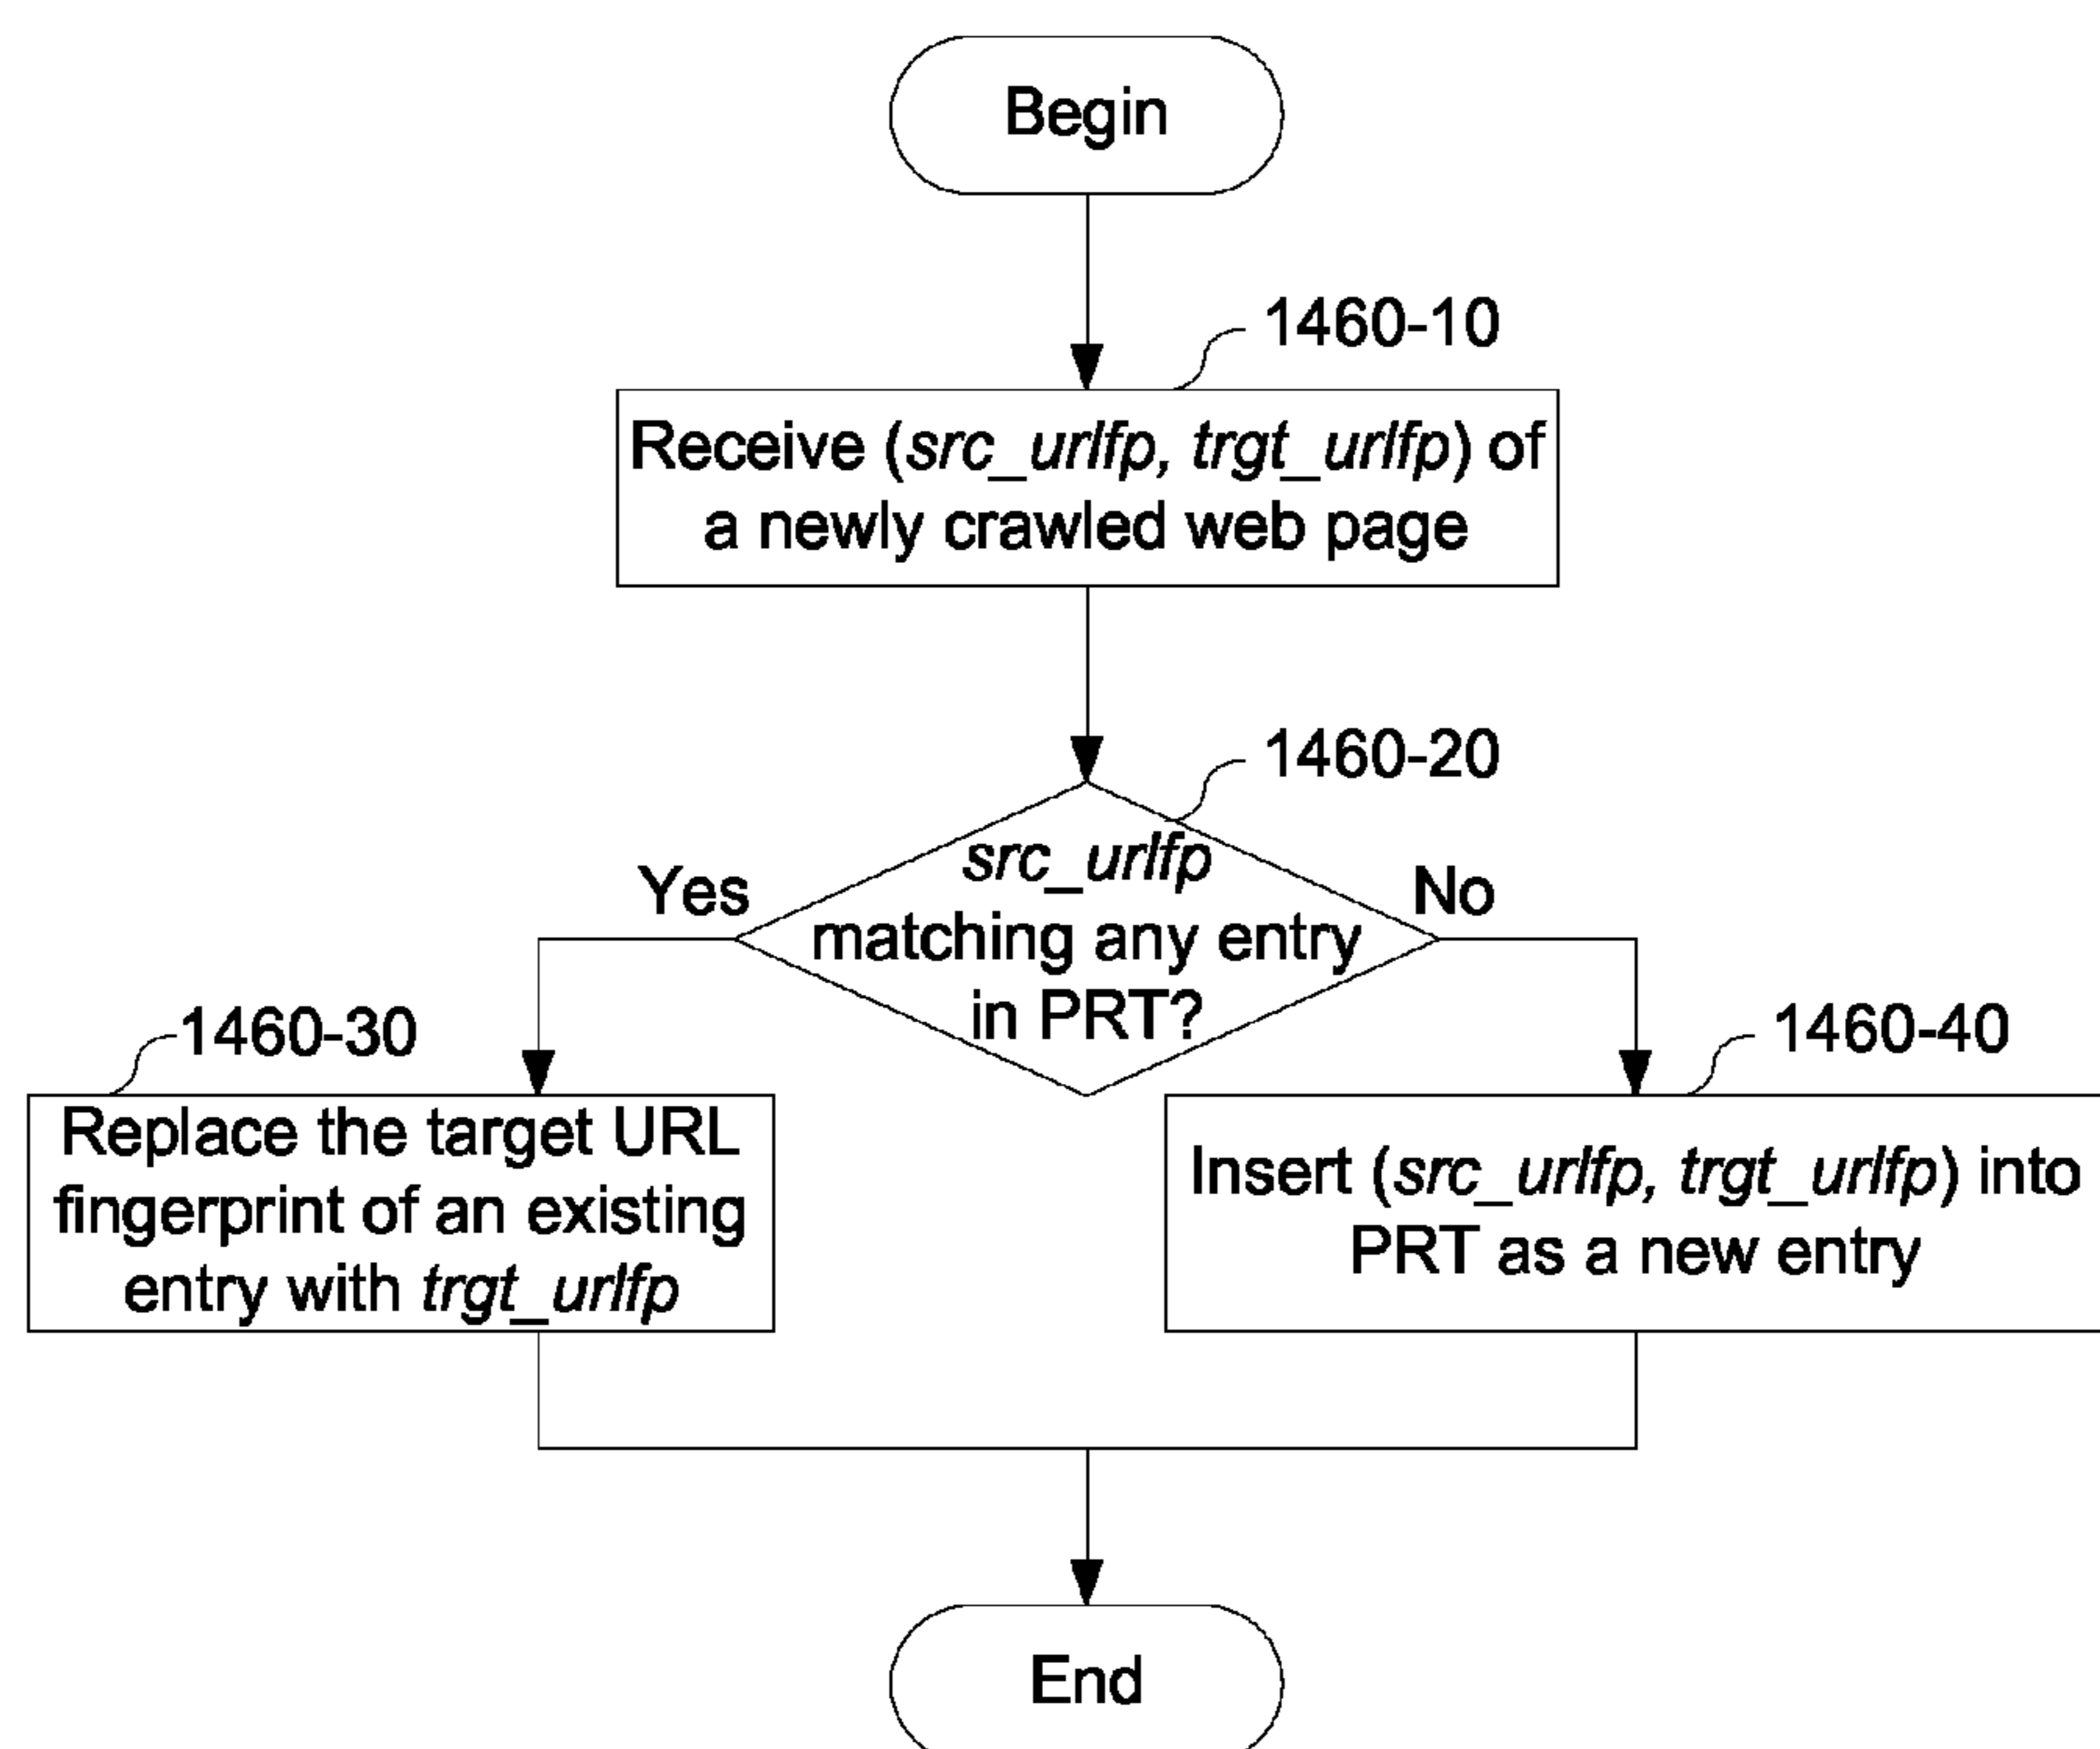 Begin
1460-10
Receive (src_urlfp, trgt_urlfp) of
a newly crawled web page
1460-20
src_urlfp
matching any entry
in PRT?
Yes
No
1460-30
Replace the target URL
fingerprint of an existing
entry with trgt_urlfp
1460-40
Insert (src_urlfp, trgt_urlfp) into
PRT as a new entry
End